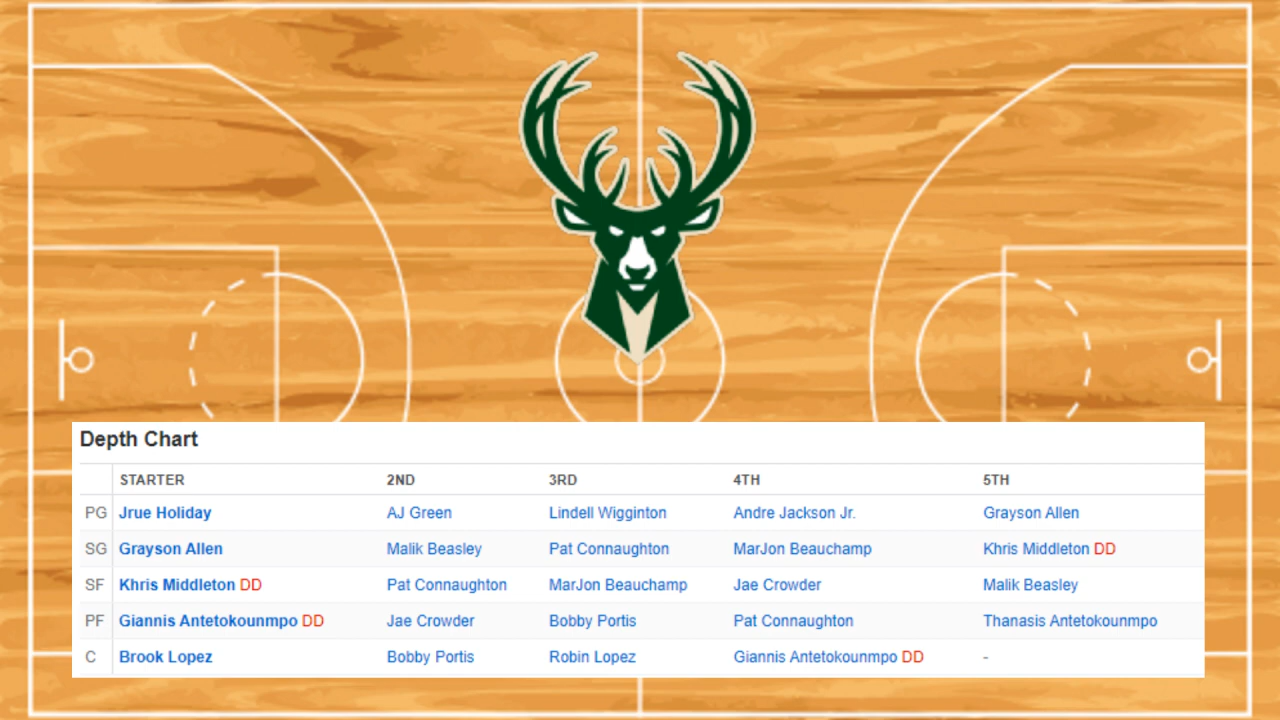 Depth Chart
STARTER 2ND 3RD 4TH 5TH
PG Jrue Holiday AJ Green Lindell Wigginton Andre Jackson Jr. Grayson Allen
SG Grayson Allen Malik Beasley Pat Connaughton MarJon Beauchamp Khris Middleton DD
SF Khris Middleton DD Pat Connaughton MarJon Beauchamp Jae Crowder Malik Beasley
PF Giannis Antetokounmpo DD Jae Crowder Bobby Portis Pat Connaughton Thanasis Antetokounmpo
C Brook Lopez Bobby Portis Robin Lopez Giannis Antetokounmpo DD -